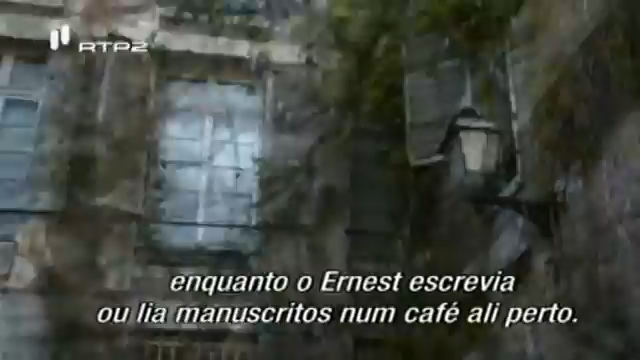 RTP2
enquanto o Ernest escrevia
ou lia manuscritos num café ali perto.